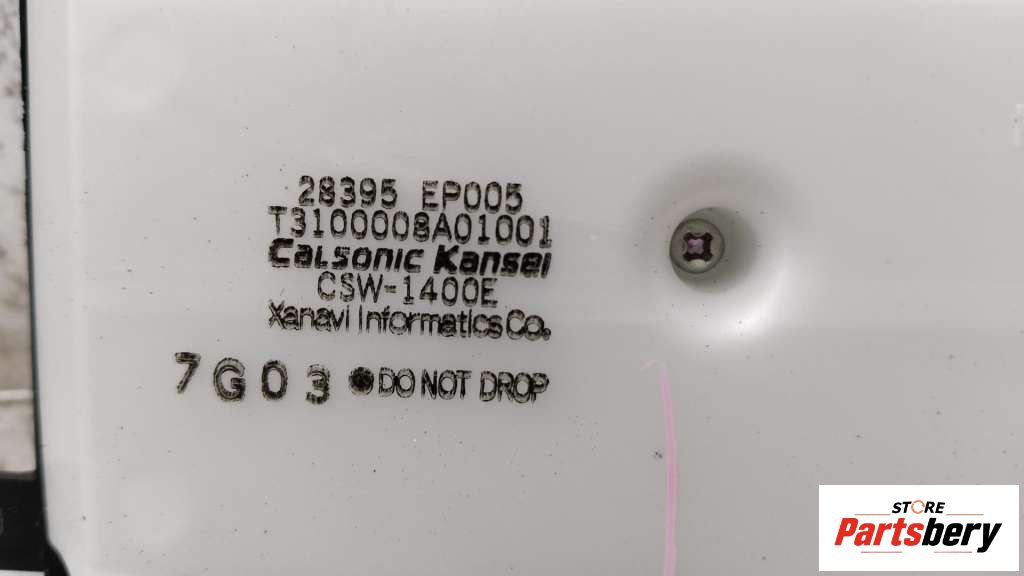 28395 EP005
T3100008A01001
Calsonic Kansei
CSW-1400E
Xanavi Informatics Co.
7G03 ●DO NOT DROP
STORE
Partsbery